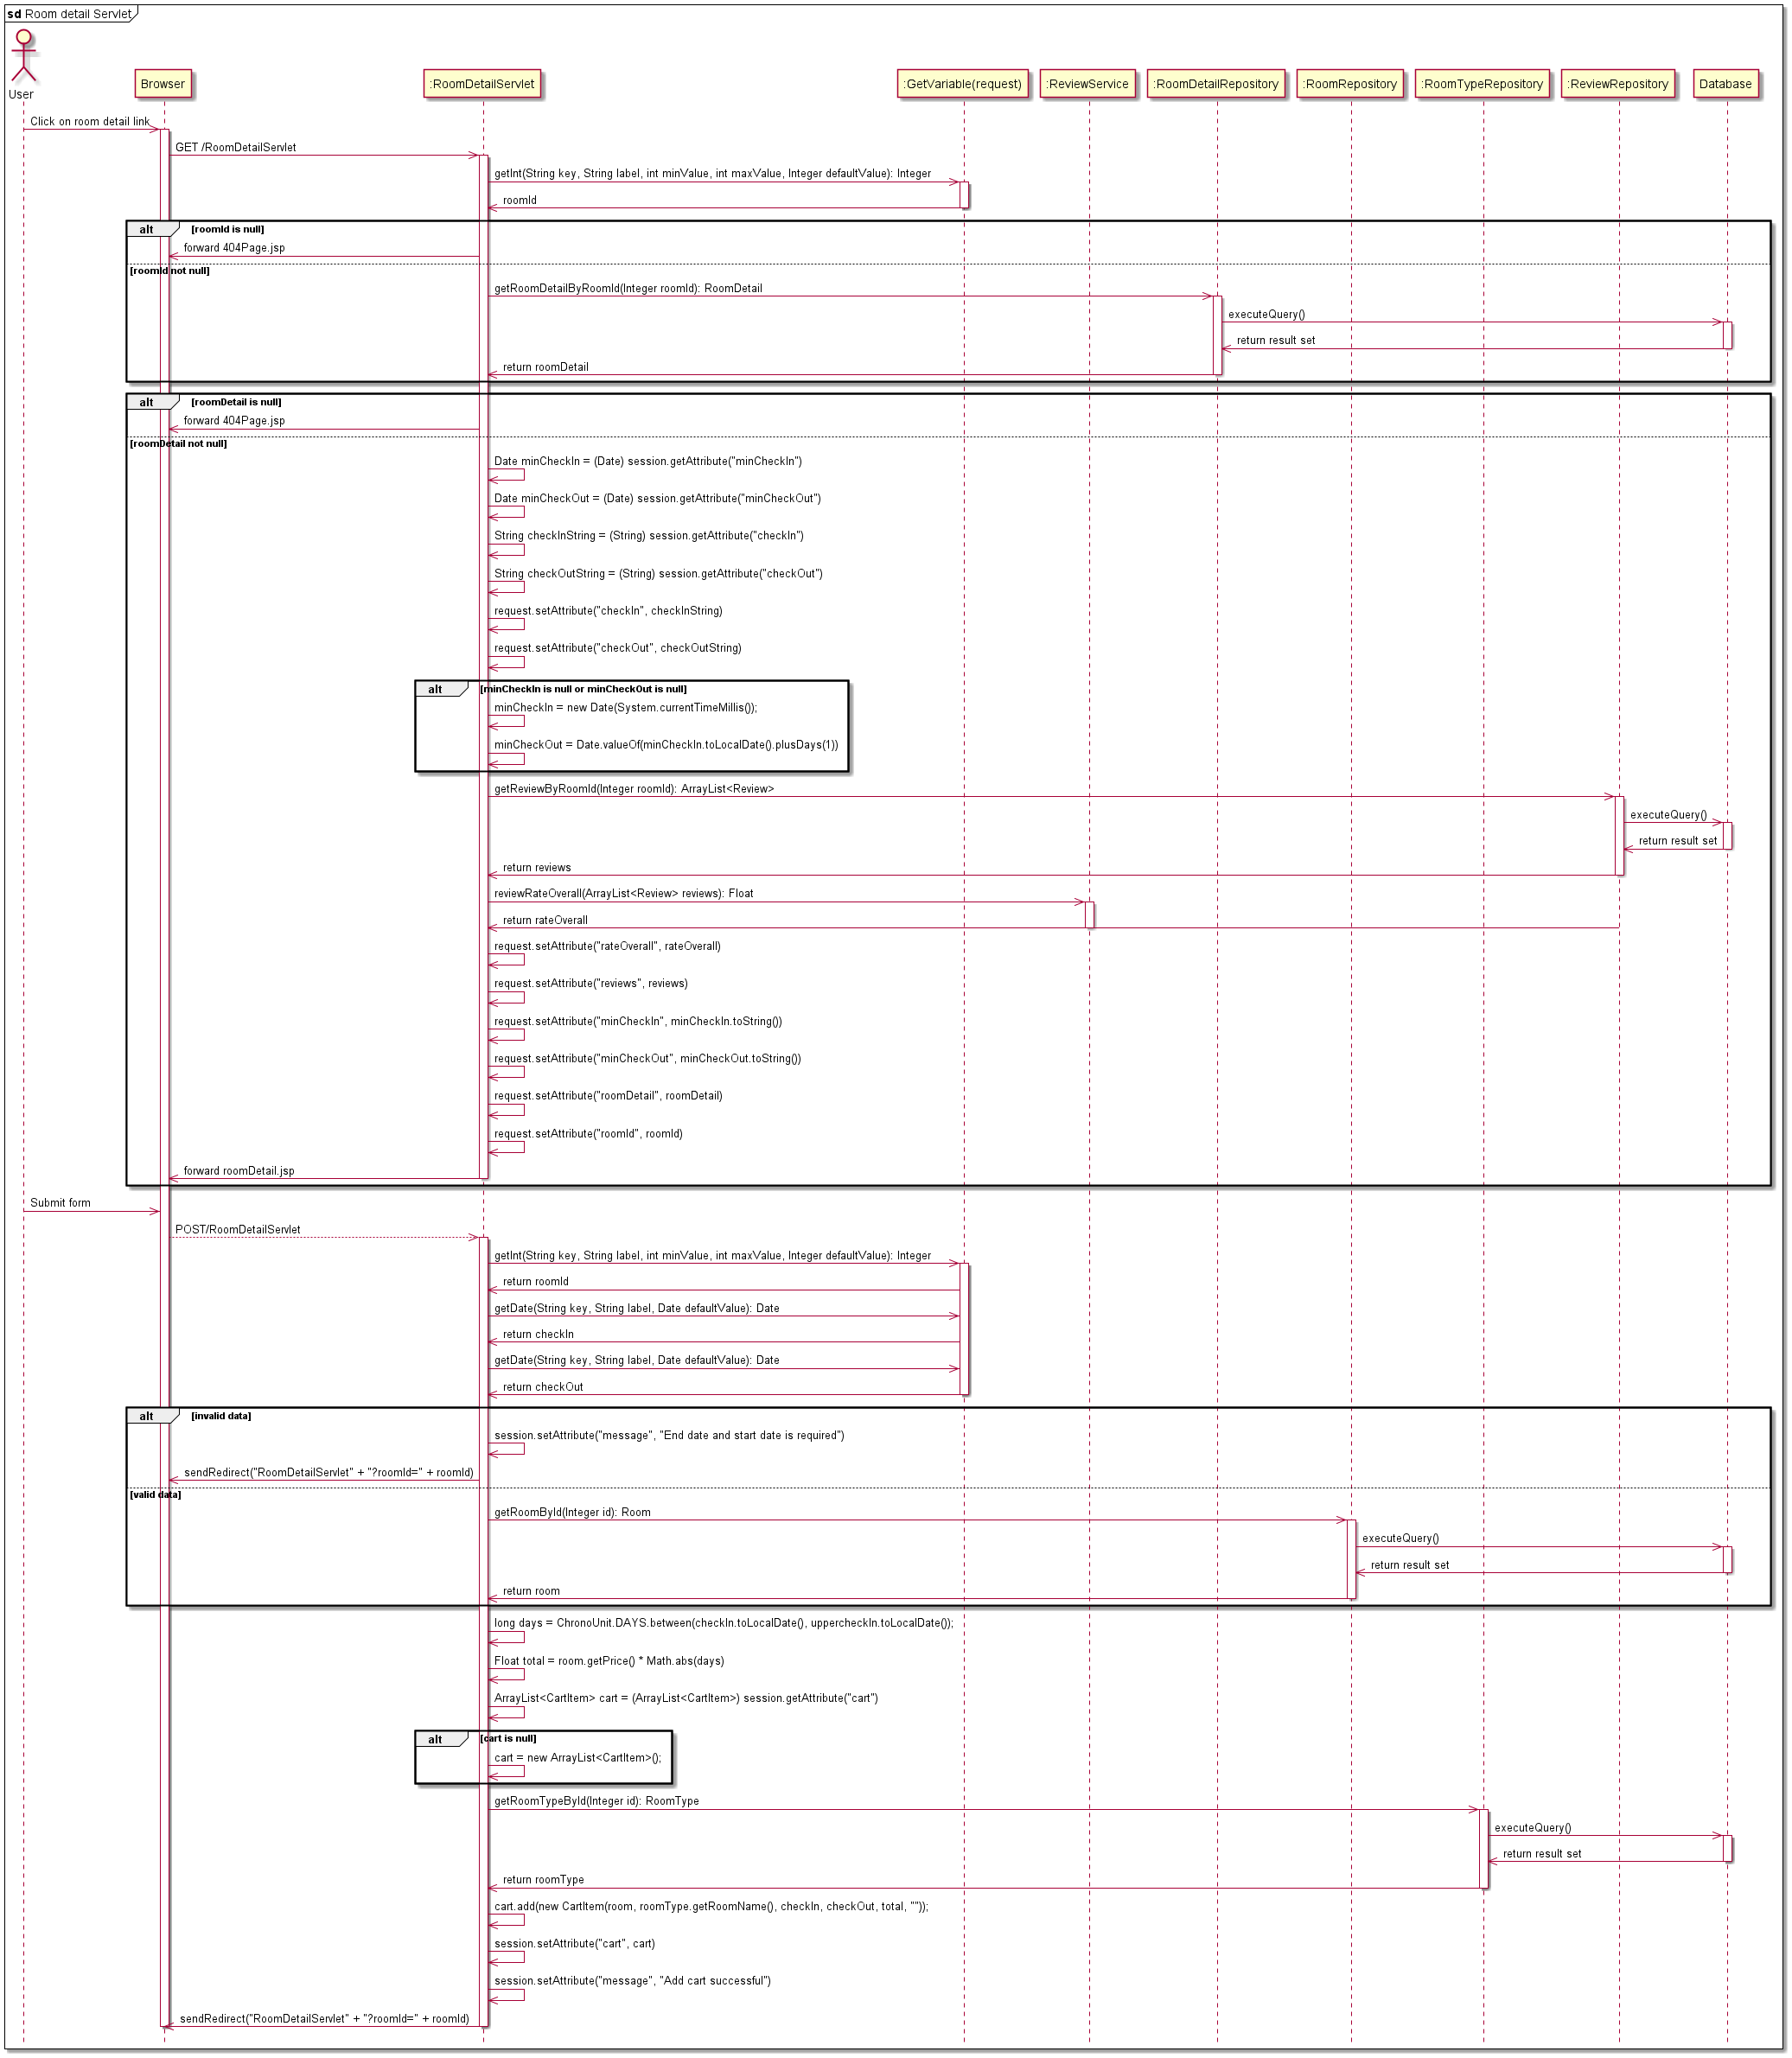 sd Room detail Servlet
User
Browser
:RoomDetailServlet
:GetVariable(request)
:ReviewService
:RoomDetailRepository
:RoomRepository
:RoomTypeRepository
:ReviewRepository
Database
Click on room detail link
GET /RoomDetailServlet
getInt(String key, String label, int minValue, int maxValue, Integer defaultValue): Integer
roomId
alt [roomId is null]
forward 404Page.jsp
[roomId not null]
getRoomDetailByRoomId(Integer roomId): RoomDetail
executeQuery()
return result set
return roomDetail
alt [roomDetail is null]
forward 404Page.jsp
[roomDetail not null]
Date minCheckIn = (Date) session.getAttribute("minCheckIn")
Date minCheckOut = (Date) session.getAttribute("minCheckOut")
String checkInString = (String) session.getAttribute("checkIn")
String checkOutString = (String) session.getAttribute("checkOut")
request.setAttribute("checkIn", checkInString)
request.setAttribute("checkOut", checkOutString)
alt [minCheckIn is null or minCheckOut is null]
minCheckIn = new Date(System.currentTimeMillis());
minCheckOut = Date.valueOf(minCheckIn.toLocalDate().plusDays(1))
getReviewByRoomId(Integer roomId): ArrayList<Review>
executeQuery()
return result set
return reviews
reviewRateOverall(ArrayList<Review> reviews): Float
return rateOverall
request.setAttribute("rateOverall", rateOverall)
request.setAttribute("reviews", reviews)
request.setAttribute("minCheckIn", minCheckIn.toString())
request.setAttribute("minCheckOut", minCheckOut.toString())
request.setAttribute("roomDetail", roomDetail)
request.setAttribute("roomId", roomId)
forward roomDetail.jsp
Submit form
POST/RoomDetailServlet
getInt(String key, String label, int minValue, int maxValue, Integer defaultValue): Integer
return roomId
getDate(String key, String label, Date defaultValue): Date
return checkIn
getDate(String key, String label, Date defaultValue): Date
return checkOut
alt [invalid data]
session.setAttribute("message", "End date and start date is required")
sendRedirect("RoomDetailServlet" + "?roomId=" + roomId)
[valid data]
getRoomById(Integer id): Room
executeQuery()
return result set
return room
long days = ChronoUnit.DAYS.between(checkIn.toLocalDate(), uppercheckIn.toLocalDate());
Float total = room.getPrice() * Math.abs(days)
ArrayList<CartItem> cart = (ArrayList<CartItem>) session.getAttribute("cart")
alt [cart is null]
cart = new ArrayList<CartItem>();
getRoomTypeById(Integer id): RoomType
executeQuery()
return result set
return roomType
cart.add(new CartItem(room, roomType.getRoomName(), checkIn, checkOut, total, ""));
session.setAttribute("cart", cart)
session.setAttribute("message", "Add cart successful")
sendRedirect("RoomDetailServlet" + "?roomId=" + roomId)